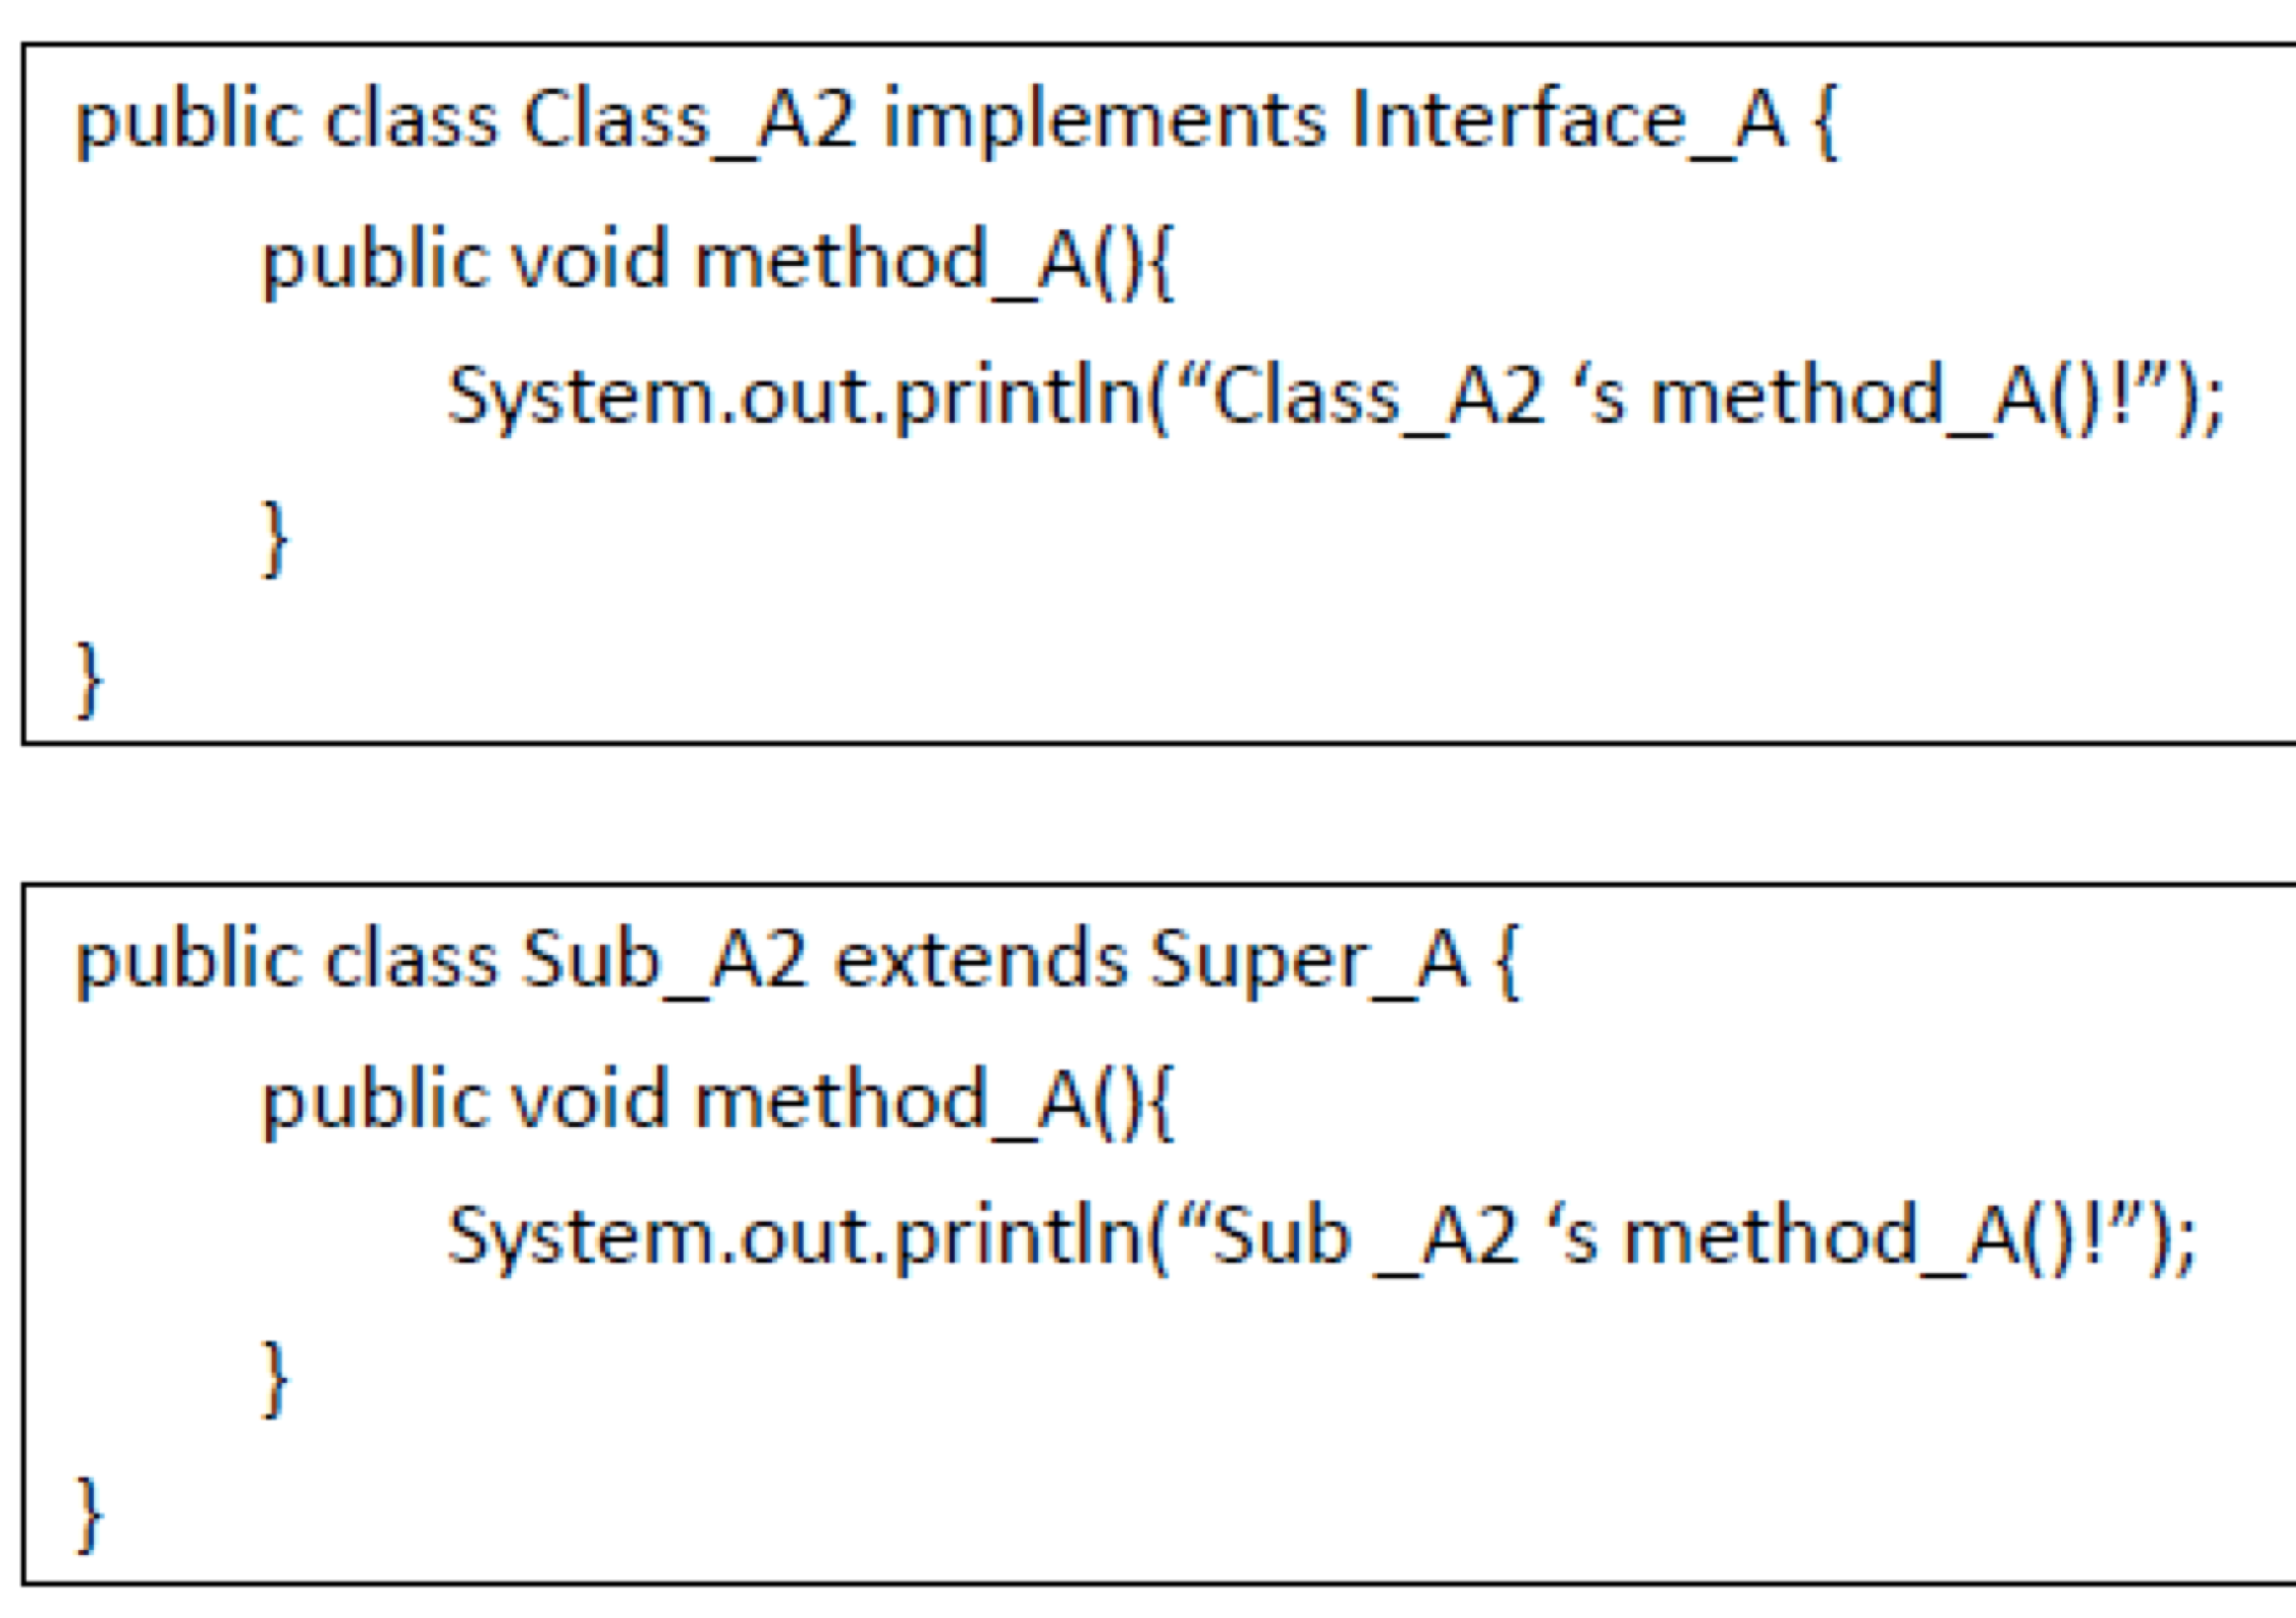 public class Class_A2 implements Interface_A {
public void method_A(){
System.out.println(“Class_A2 ‘s method_A()!”);
}
}
public class Sub_A2 extends Super_A {
public void method_A(){
System.out.println(“Sub _A2 ‘s method_A()!”);
}
}